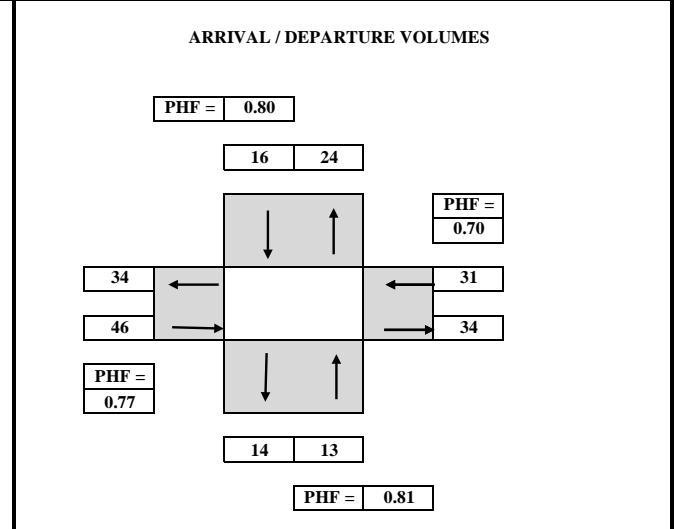 ARRIVAL / DEPARTURE VOLUMES
PHF = 0.80
16 24
PHF =
0.70
34 31
46 34
PHF =
0.77
14 13
PHF = 0.81